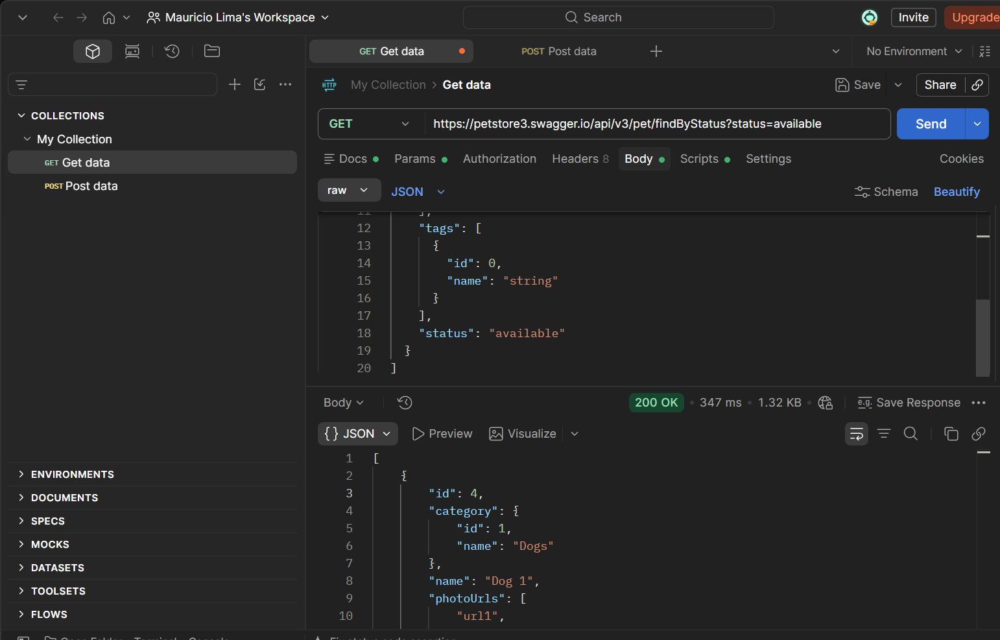 Mauricio Lima's Workspace
Search
Invite
Upgrade
GET Get data
POST Post data
No Environment
HTTP My Collection > Get data
Save
Share
COLLECTIONS
My Collection
GET Get data
POST Post data
GET
https://petstore3.swagger.io/api/v3/pet/findByStatus?status=available
Send
Docs Params Authorization Headers 8 Body Scripts Settings Cookies
raw JSON Schema Beautify
11 ],
12 "tags": [
13 {
14 "id": 0,
15 "name": "string"
16 }
17 ],
18 "status": "available"
19 }
20 ]
Body 200 OK • 347 ms • 1.32 KB • e.g. Save Response
{} JSON Preview Visualize
1 [
2 {
3 "id": 4,
4 "category": {
5 "id": 1,
6 "name": "Dogs"
7 },
8 "name": "Dog 1",
9 "photoUrls": [
10 "url1",
ENVIRONMENTS
DOCUMENTS
SPECS
MOCKS
DATASETS
TOOLSETS
FLOWS